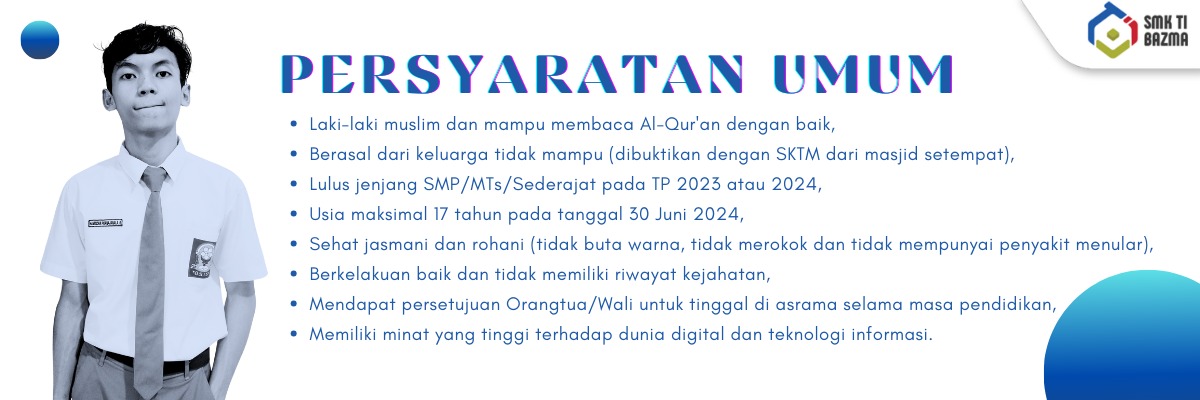 SMK TI
BAZMA
PERSYARATAN UMUM
Laki-laki muslim dan mampu membaca Al-Qur'an dengan baik,
Berasal dari keluarga tidak mampu (dibuktikan dengan SKTM dari masjid setempat),
Lulus jenjang SMP/MTs/Sederajat pada TP 2023 atau 2024,
Usia maksimal 17 tahun pada tanggal 30 Juni 2024,
Sehat jasmani dan rohani (tidak buta warna, tidak merokok dan tidak mempunyai penyakit menular),
Berkelakuan baik dan tidak memiliki riwayat kejahatan,
Mendapat persetujuan Orangtua/Wali untuk tinggal di asrama selama masa pendidikan,
Memiliki minat yang tinggi terhadap dunia digital dan teknologi informasi.